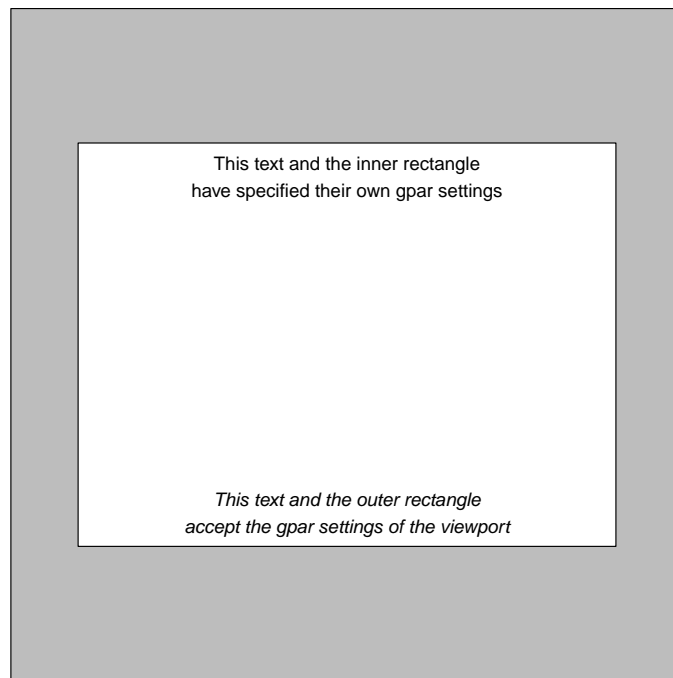 This text and the inner rectangle
have specified their own gpar settings
This text and the outer rectangle
accept the gpar settings of the viewport